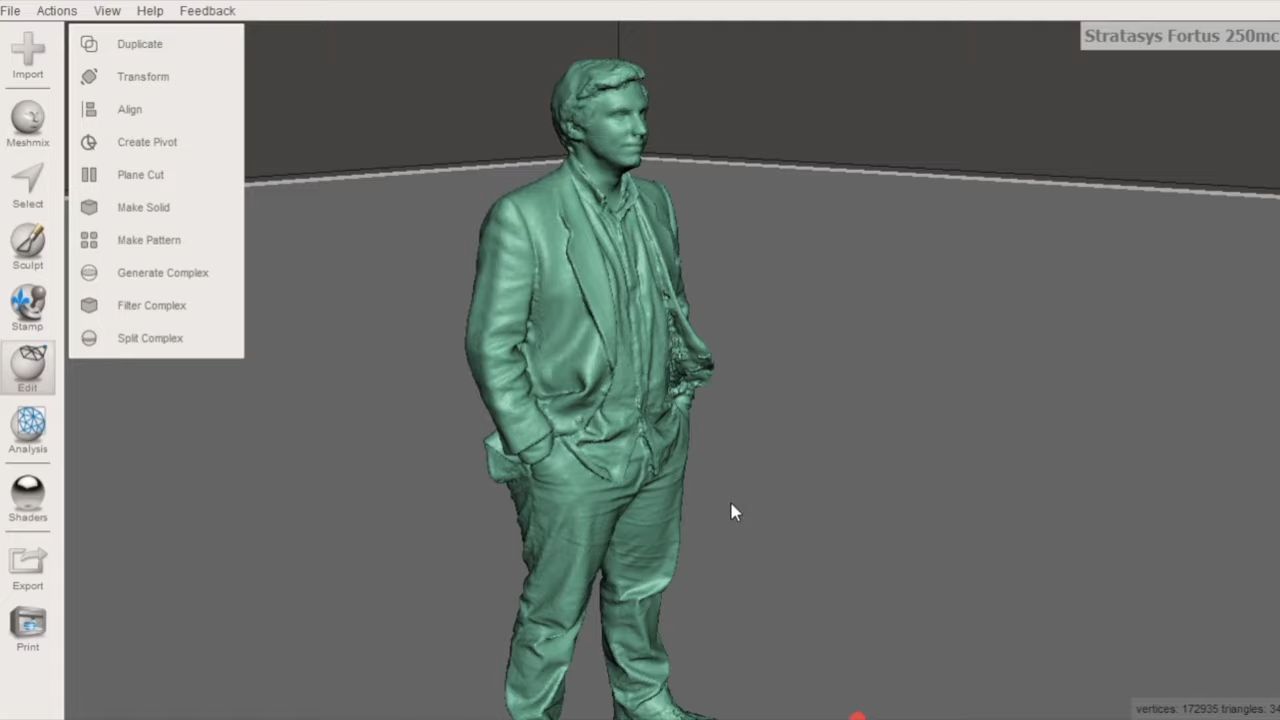 File Actions View Help Feedback
Stratasys Fortus 250mc
Import
Meshmix
Select
Sculpt
Stamp
Edit
Analysis
Shaders
Export
Print
Duplicate
Transform
Align
Create Pivot
Plane Cut
Make Solid
Make Pattern
Generate Complex
Filter Complex
Split Complex
vertices: 172935 triangles: 34